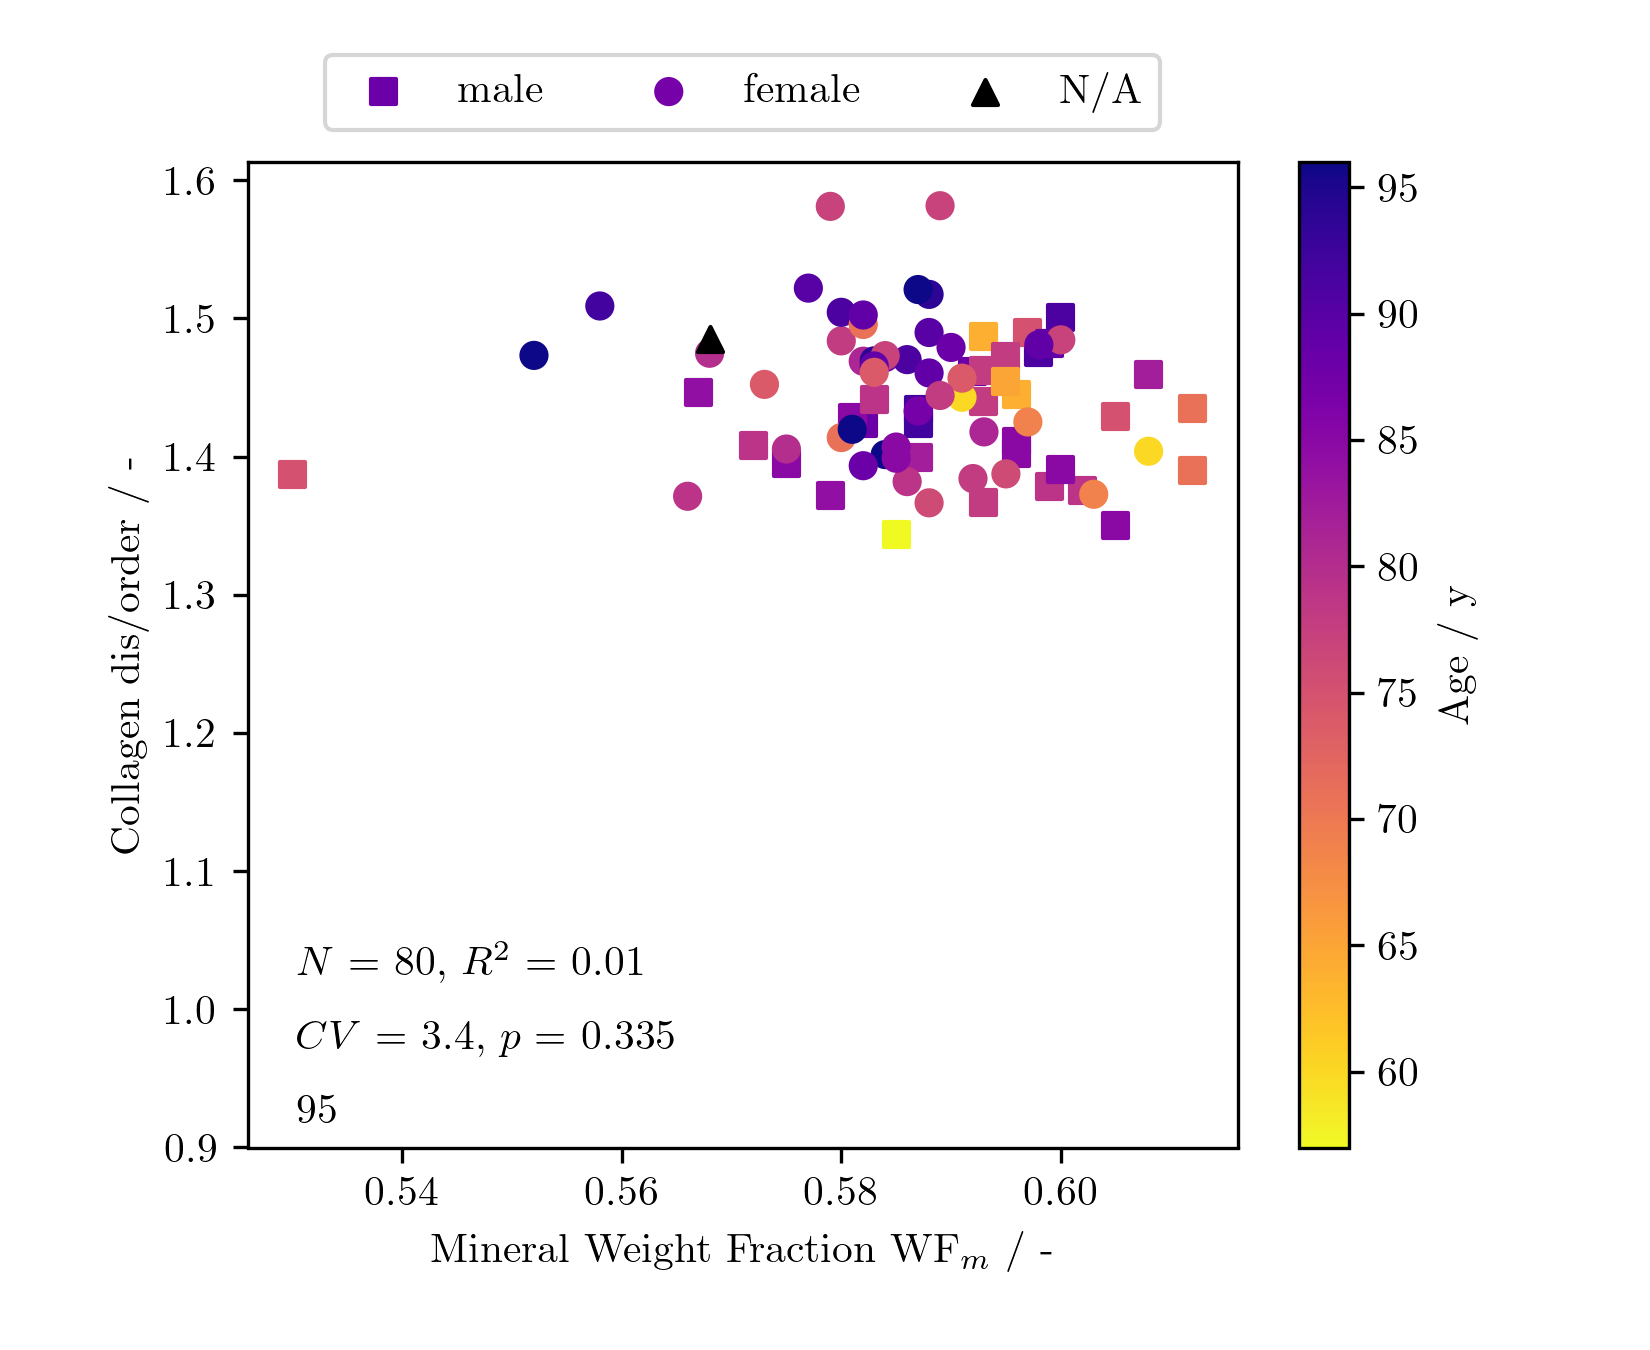 male female N/A
1.6
1.5
1.4
1.3
1.2
1.1
1.0
0.9
Collagen dis/order / -
N = 80, R² = 0.01
CV = 3.4, p = 0.335
95
0.54 0.56 0.58 0.60
Mineral Weight Fraction WFₘ / -
95
90
85
80
75
70
65
60
Age / y